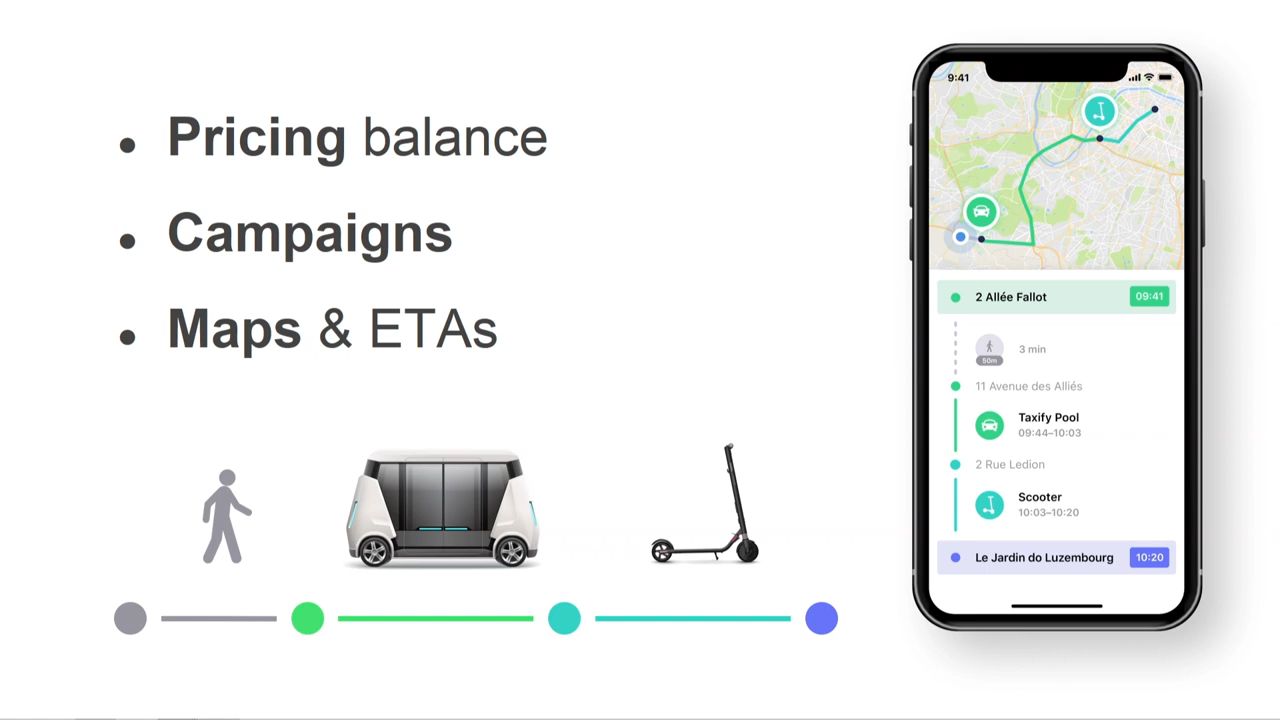 Pricing balance
Campaigns
Maps & ETAs
9:41
2 Allée Fallot
09:41
50m
3 min
11 Avenue des Alliés
Taxify Pool
09:44–10:03
2 Rue Ledion
Scooter
10:03–10:20
Le Jardin do Luzembourg
10:20